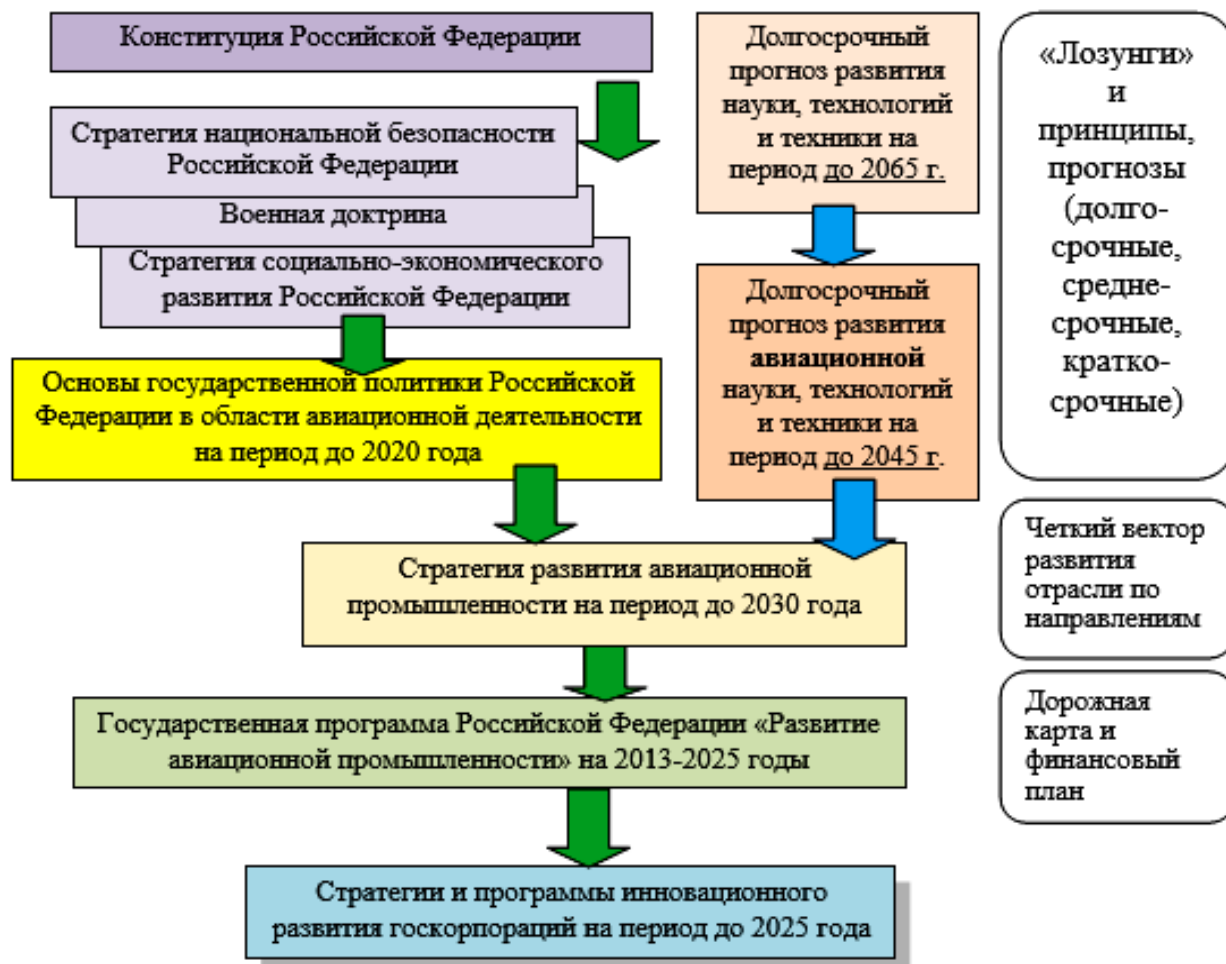 Конституция Российской Федерации
Стратегия национальной безопасности
Российской Федерации
Военная доктрина
Стратегия социально-экономического
развития Российской Федерации
Основы государственной политики Российской
Федерации в области авиационной деятельности
на период до 2020 года
Долгосрочный
прогноз развития
науки, технологий
и техники на
период до 2065 г.
Долгосрочный
прогноз развития
авиационной
науки, технологий
и техники на
период до 2045 г.
Стратегия развития авиационной
промышленности на период до 2030 года
Государственная программа Российской Федерации «Развитие
авиационной промышленности» на 2013-2025 годы
Стратегии и программы инновационного
развития госкорпораций на период до 2025 года
«Лозунги»
и
принципы,
прогнозы
(долго-
срочные,
средне-
срочные,
кратко-
срочные)
Четкий вектор
развития
отрасли по
направлениям
Дорожная
карта и
финансовый
план